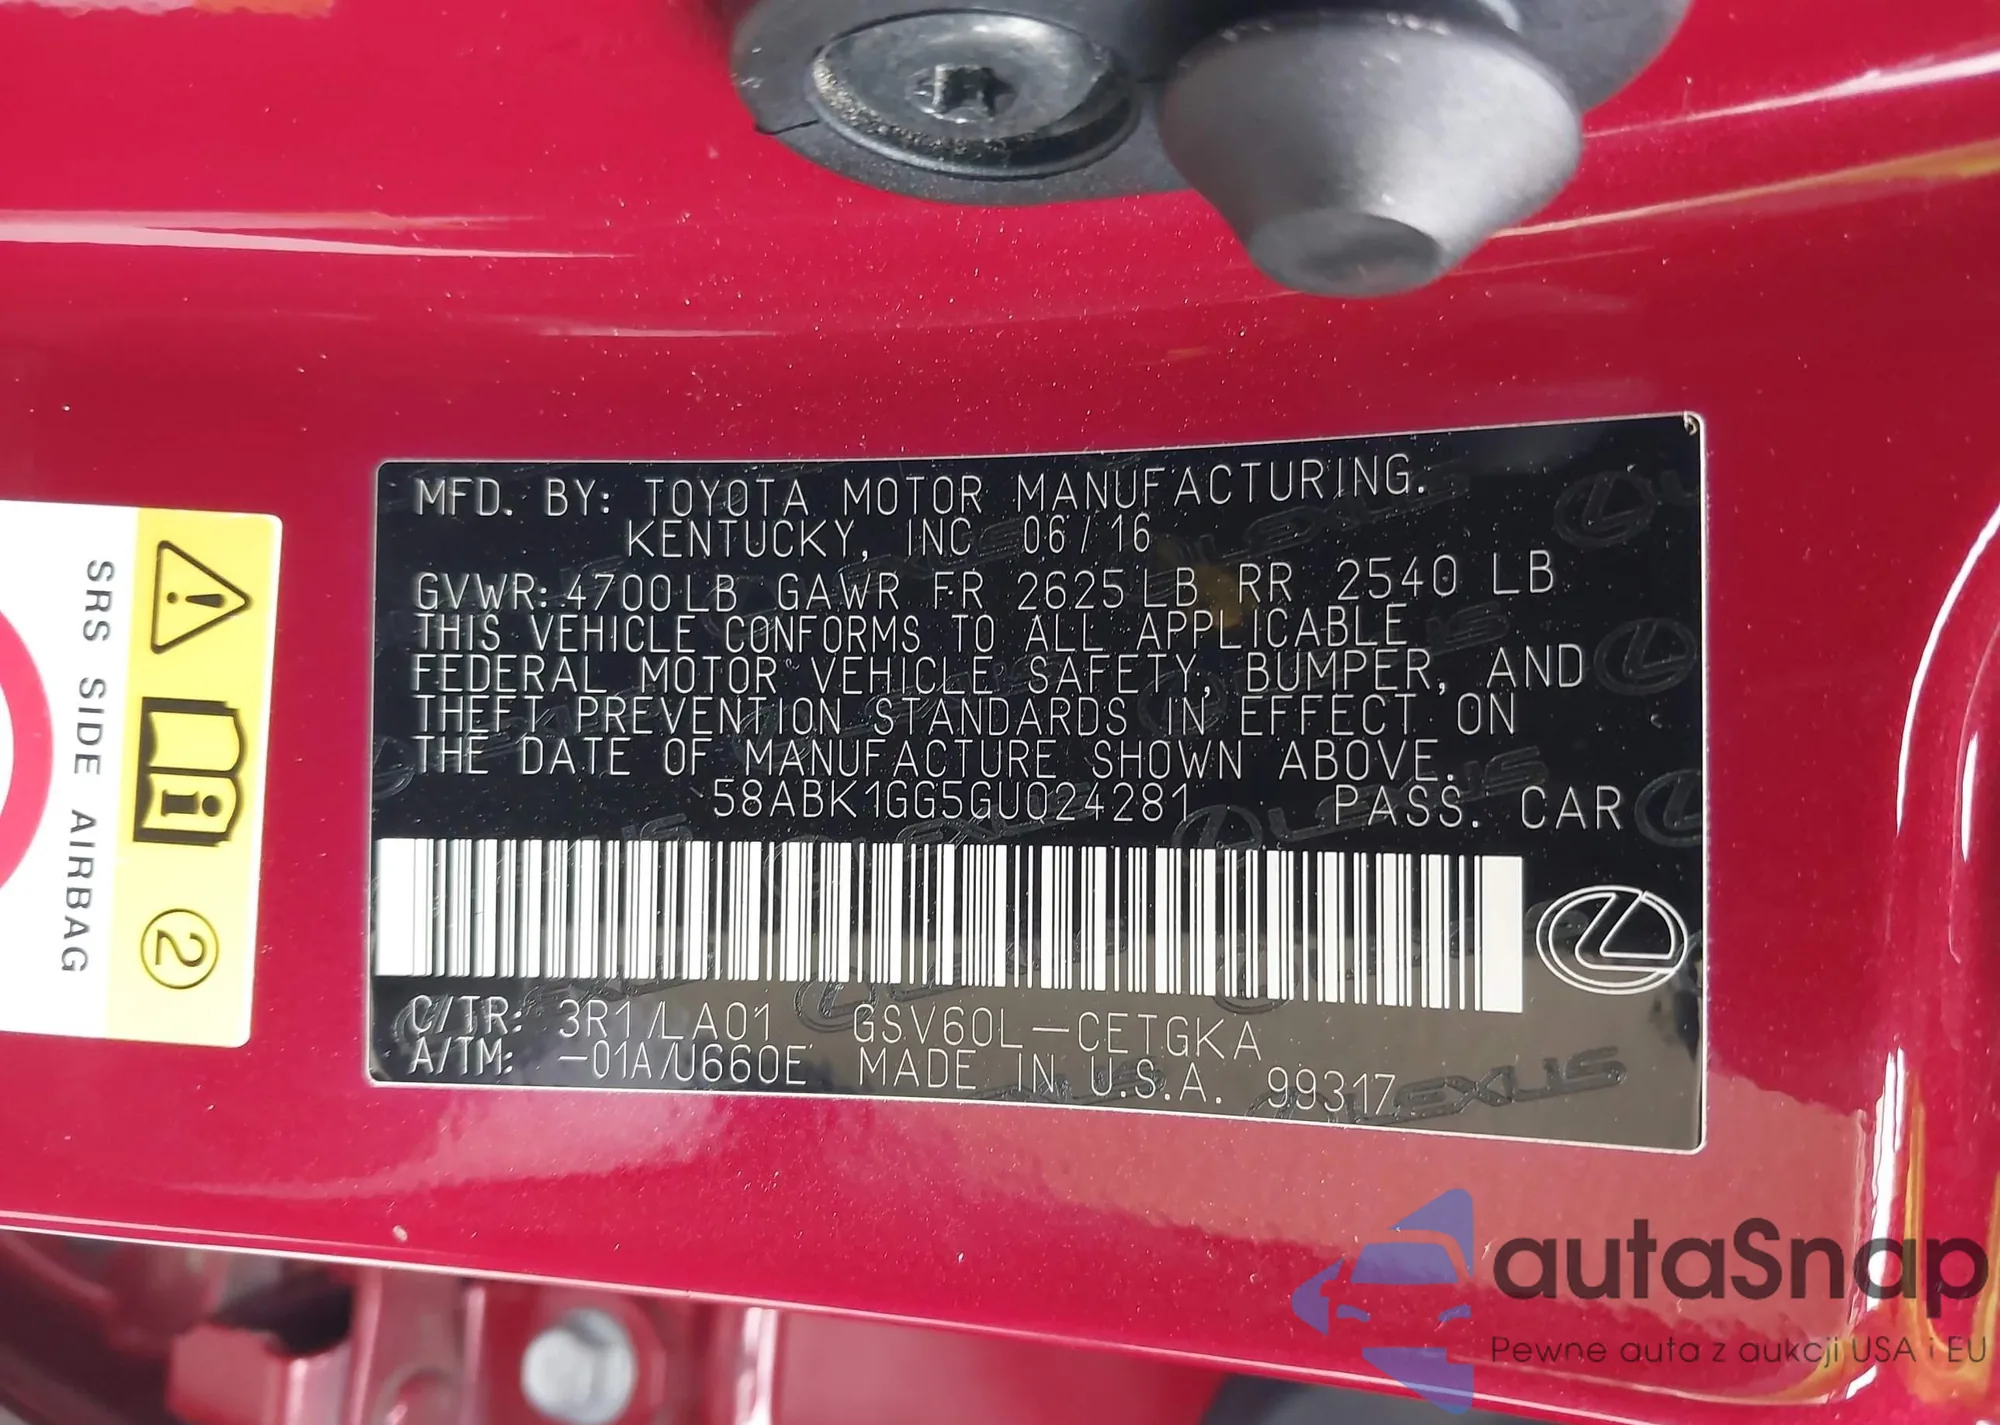 MFD. BY: TOYOTA MOTOR MANUFACTURING.
KENTUCKY, INC 06/16
GVWR: 4700LB GAWR FR 2625LB RR 2540 LB
THIS VEHICLE CONFORMS TO ALL APPLICABLE
FEDERAL MOTOR VEHICLE SAFETY, BUMPER, AND
THEFT PREVENTION STANDARDS IN EFFECT ON
THE DATE OF MANUFACTURE SHOWN ABOVE.
58ABK1GG5GU024281 PASS. CAR
C/TR: 3R1/LA01 GSV60L-CETGKA
A/TM: -01A/U660E MADE IN U.S.A. 99317
SRS SIDE AIRBAG
2
LEXUS
autaSnap
Pewne auta z aukcji USA i EU